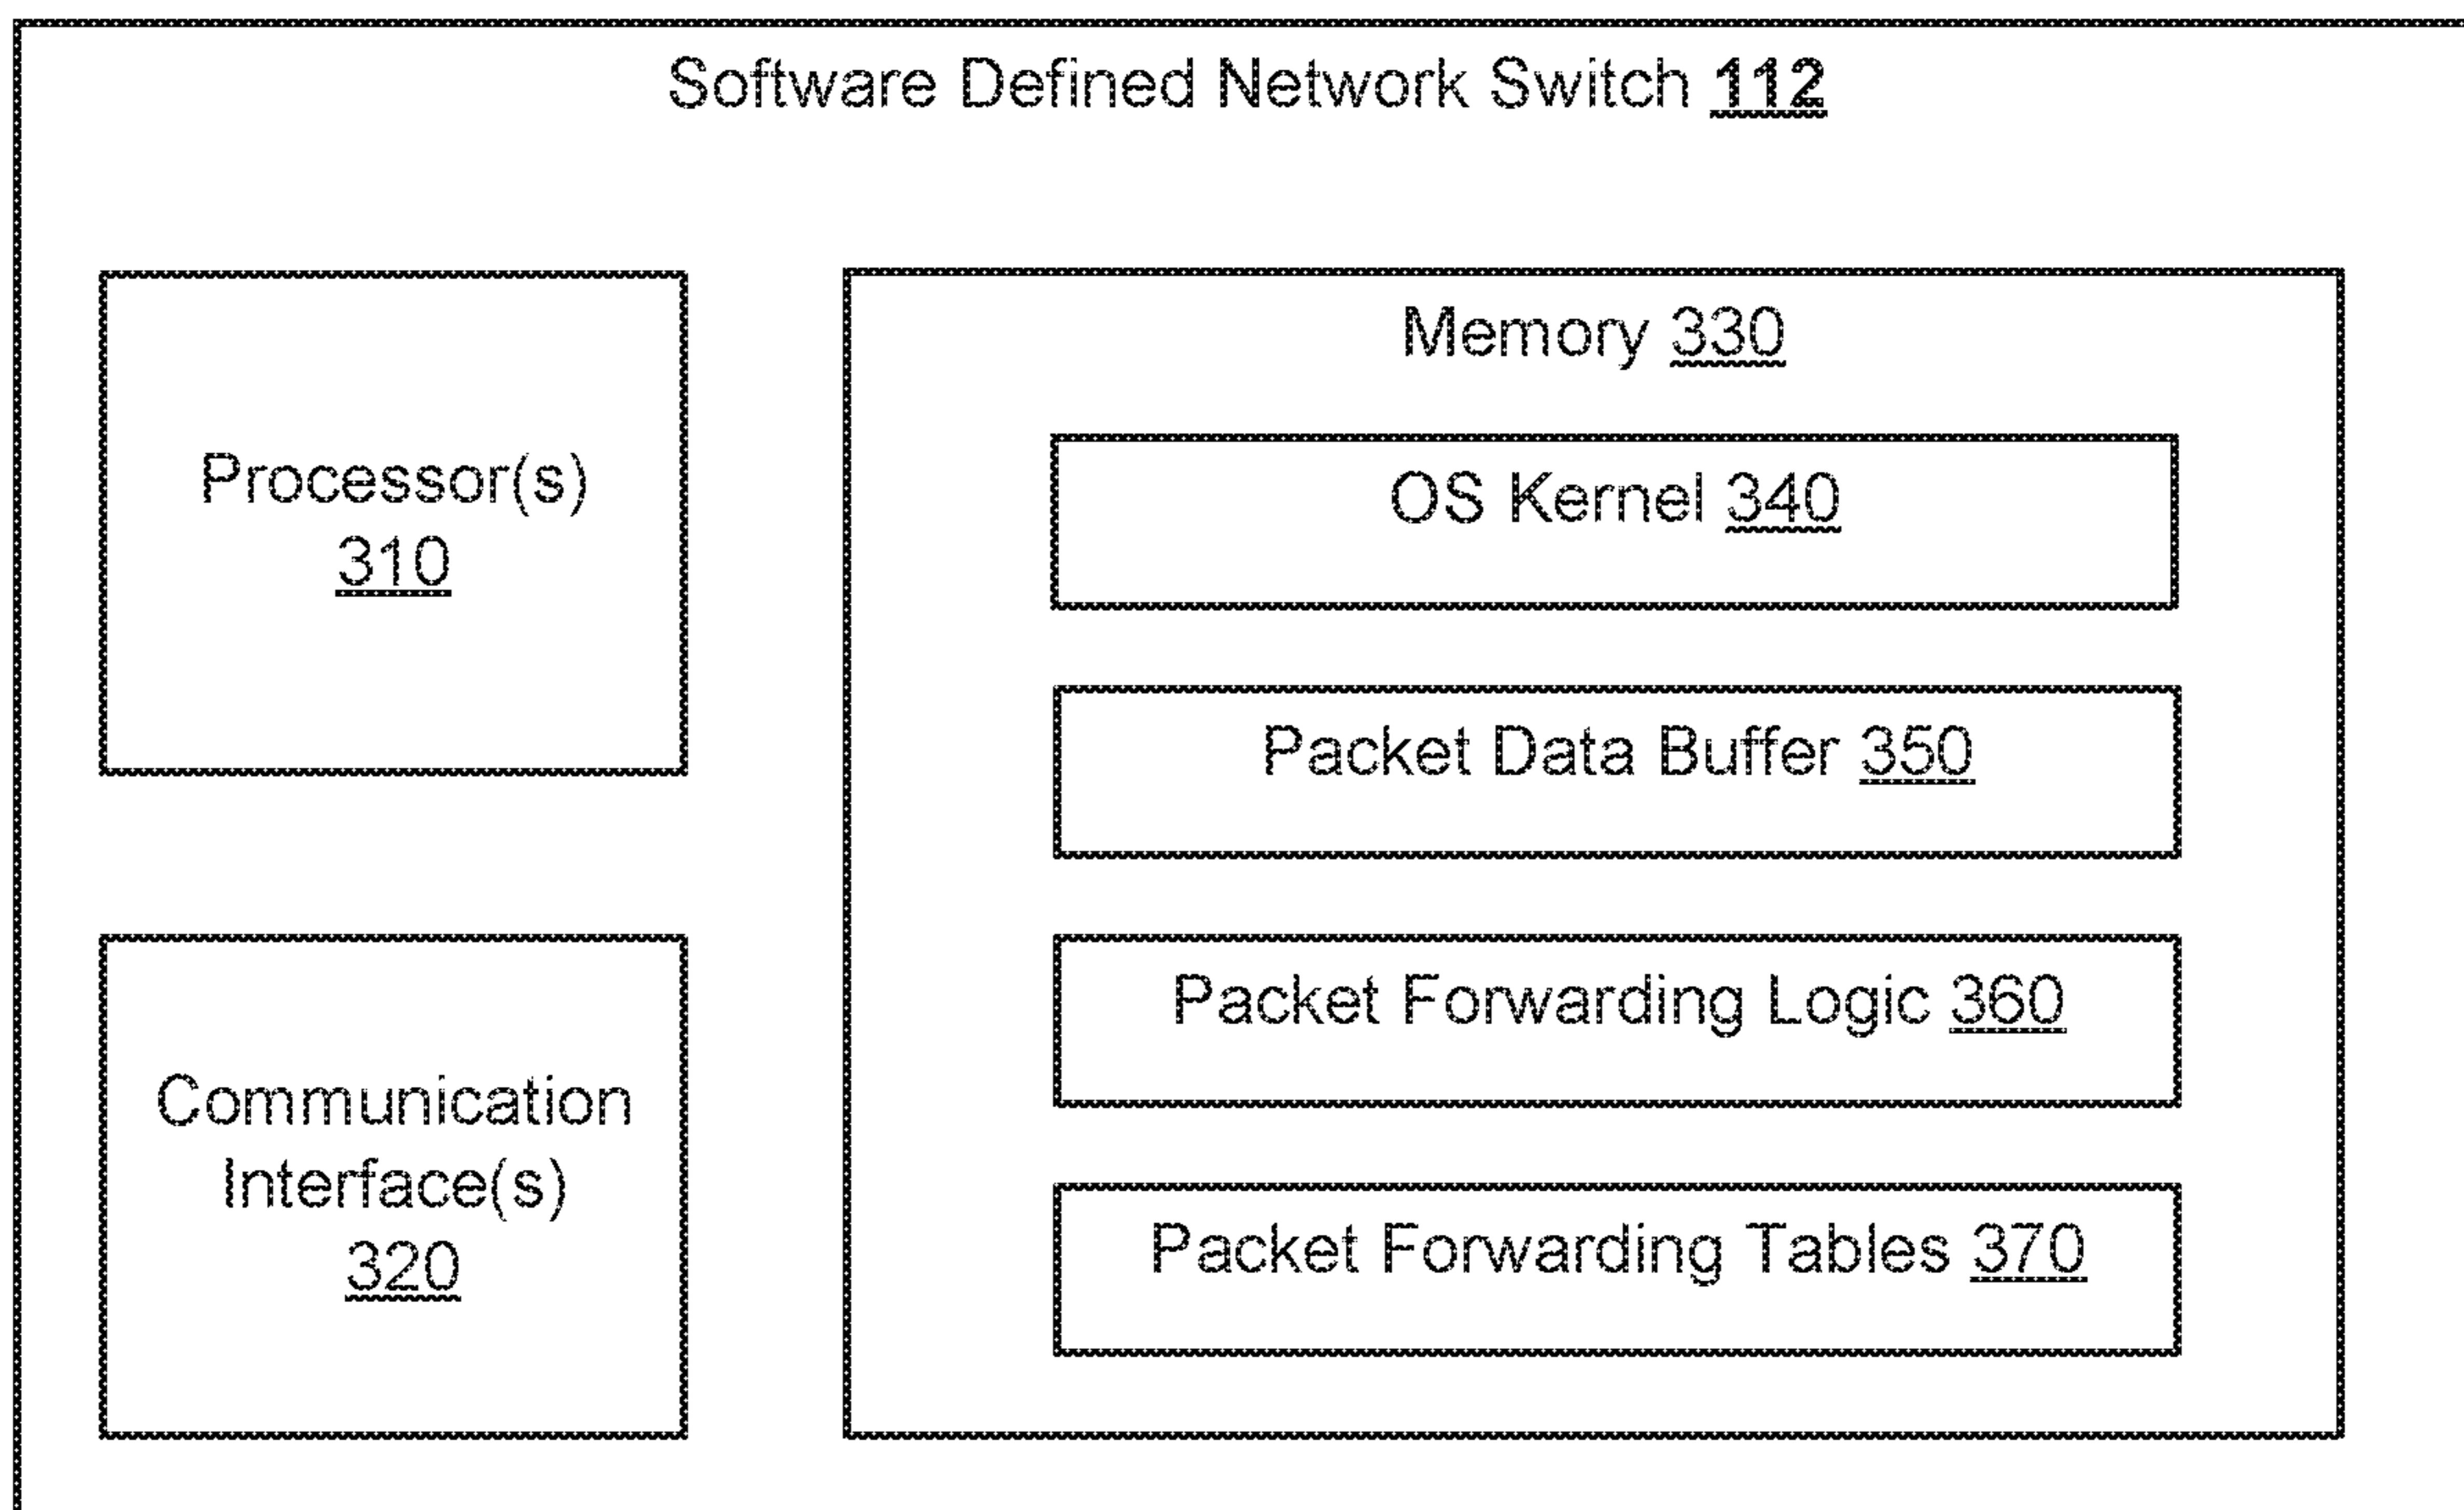 Software Defined Network Switch 112
Processor(s)
310
Communication
Interface(s)
320
Memory 330
OS Kernel 340
Packet Data Buffer 350
Packet Forwarding Logic 360
Packet Forwarding Tables 370